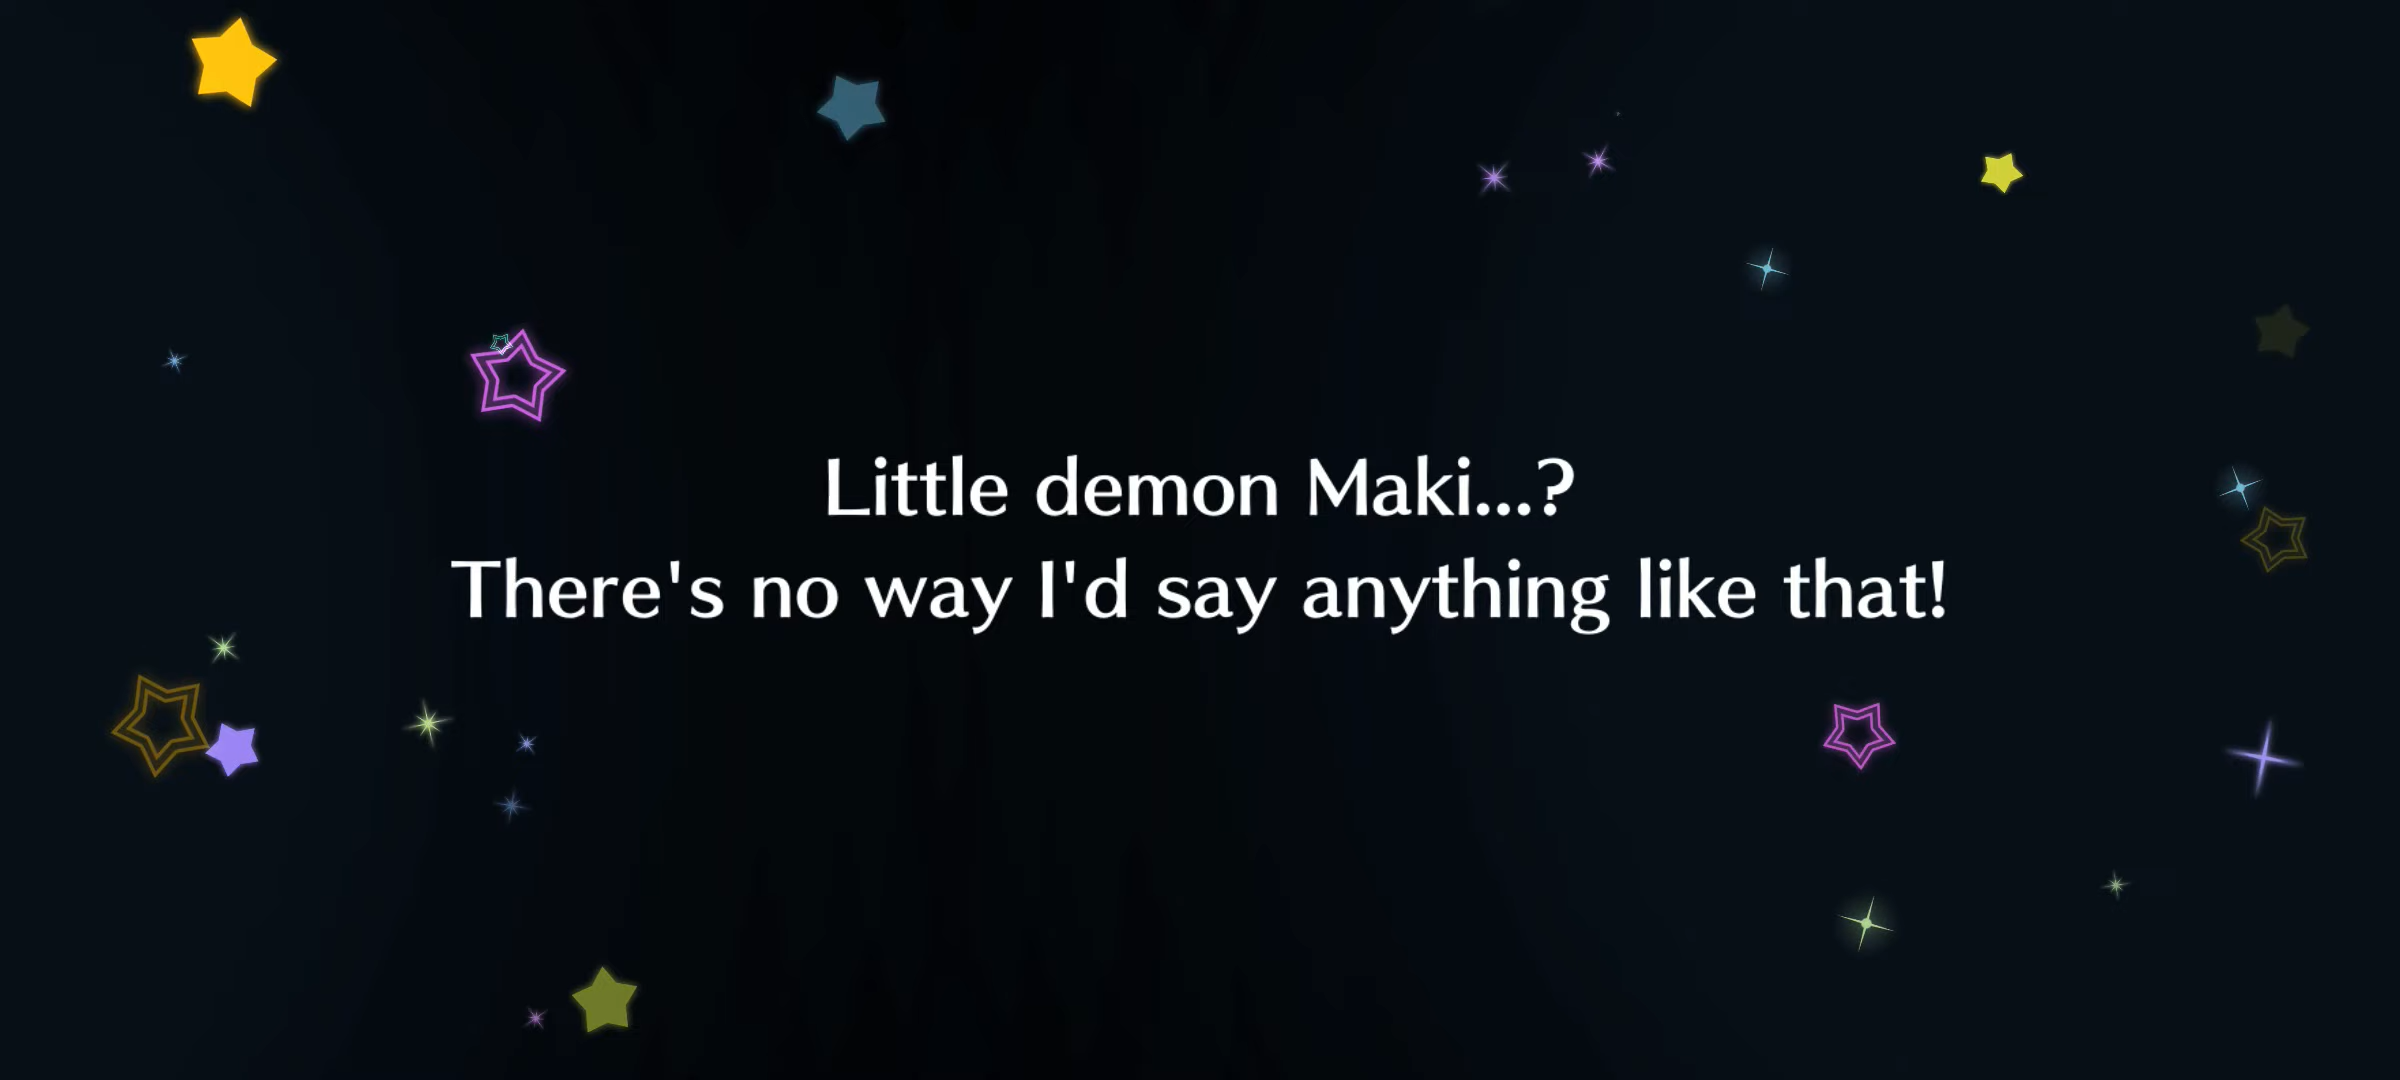 Little demon Maki...?
There's no way I'd say anything like that!